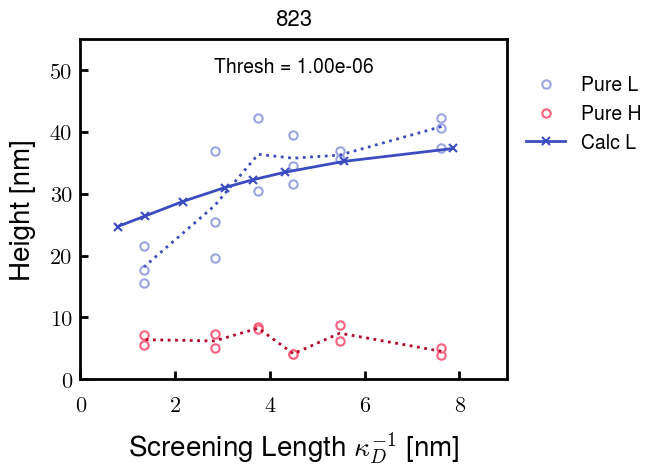 823
Thresh = 1.00e-06
Pure L
Pure H
Calc L
Height [nm]
50
40
30
20
10
0
0 2 4 6 8
Screening Length κ_D^{-1} [nm]